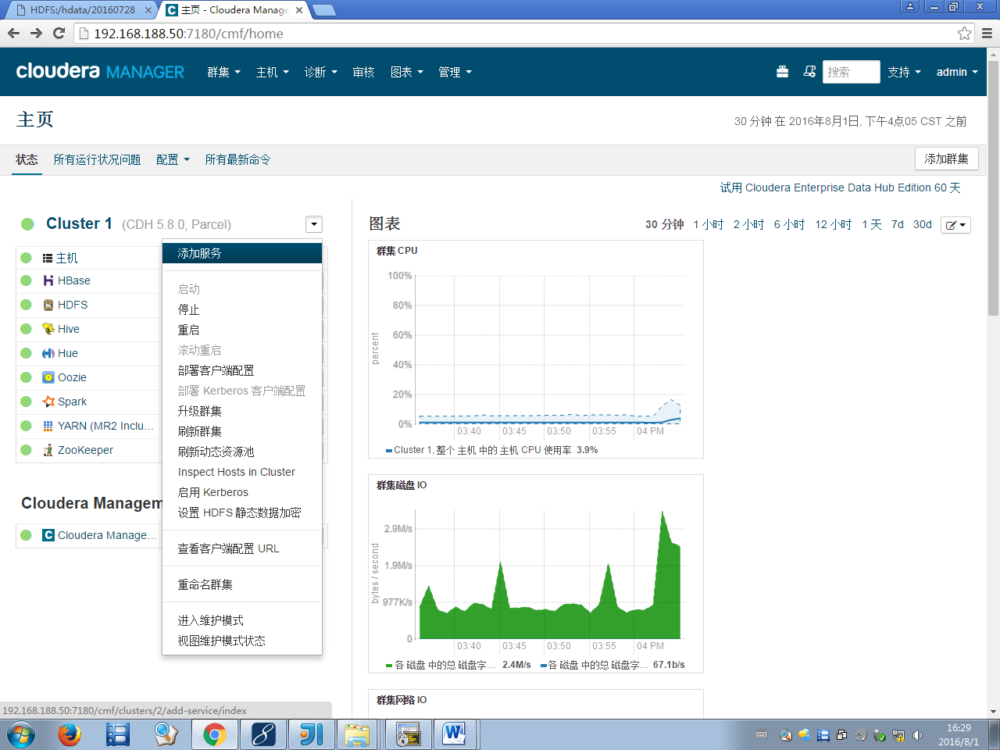 HDFS:/hdata/20160728
主页 - Cloudera Manage
192.168.188.50:7180/cmf/home
cloudera MANAGER
群集
主机
诊断
审核
图表
管理
搜索
支持
admin
主页
30 分钟 在 2016年8月1日, 下午4点05 CST 之前
状态
所有运行状况问题
配置
所有最新命令
添加群集
试用 Cloudera Enterprise Data Hub Edition 60 天
Cluster 1 (CDH 5.8.0, Parcel)
主机
HBase
HDFS
Hive
Hue
Oozie
Spark
YARN (MR2 Inclu...
ZooKeeper
Cloudera Managem
Cloudera Manage...
添加服务
启动
停止
重启
滚动重启
部署客户端配置
部署 Kerberos 客户端配置
升级群集
刷新群集
刷新动态资源池
Inspect Hosts in Cluster
启用 Kerberos
设置 HDFS 静态数据加密
查看客户端配置 URL
重命名群集
进入维护模式
视图维护模式状态
图表
30 分钟 1 小时 2 小时 6 小时 12 小时 1 天 7d 30d
群集 CPU
percent
100%
80%
60%
40%
20%
0%
03:40 03:45 03:50 03:55 04 PM
Cluster 1, 整个 主机 中的 主机 CPU 使用率 3.9%
群集磁盘 IO
bytes / second
2.9M/s
1.9M/s
977K/s
0
03:40 03:45 03:50 03:55 04 PM
各 磁盘 中的总 磁盘字... 2.4M/s 各 磁盘 中的总 磁盘字... 67.1b/s
群集网络 IO
192.168.188.50:7180/cmf/clusters/2/add-service/index
16:29
2016/8/1